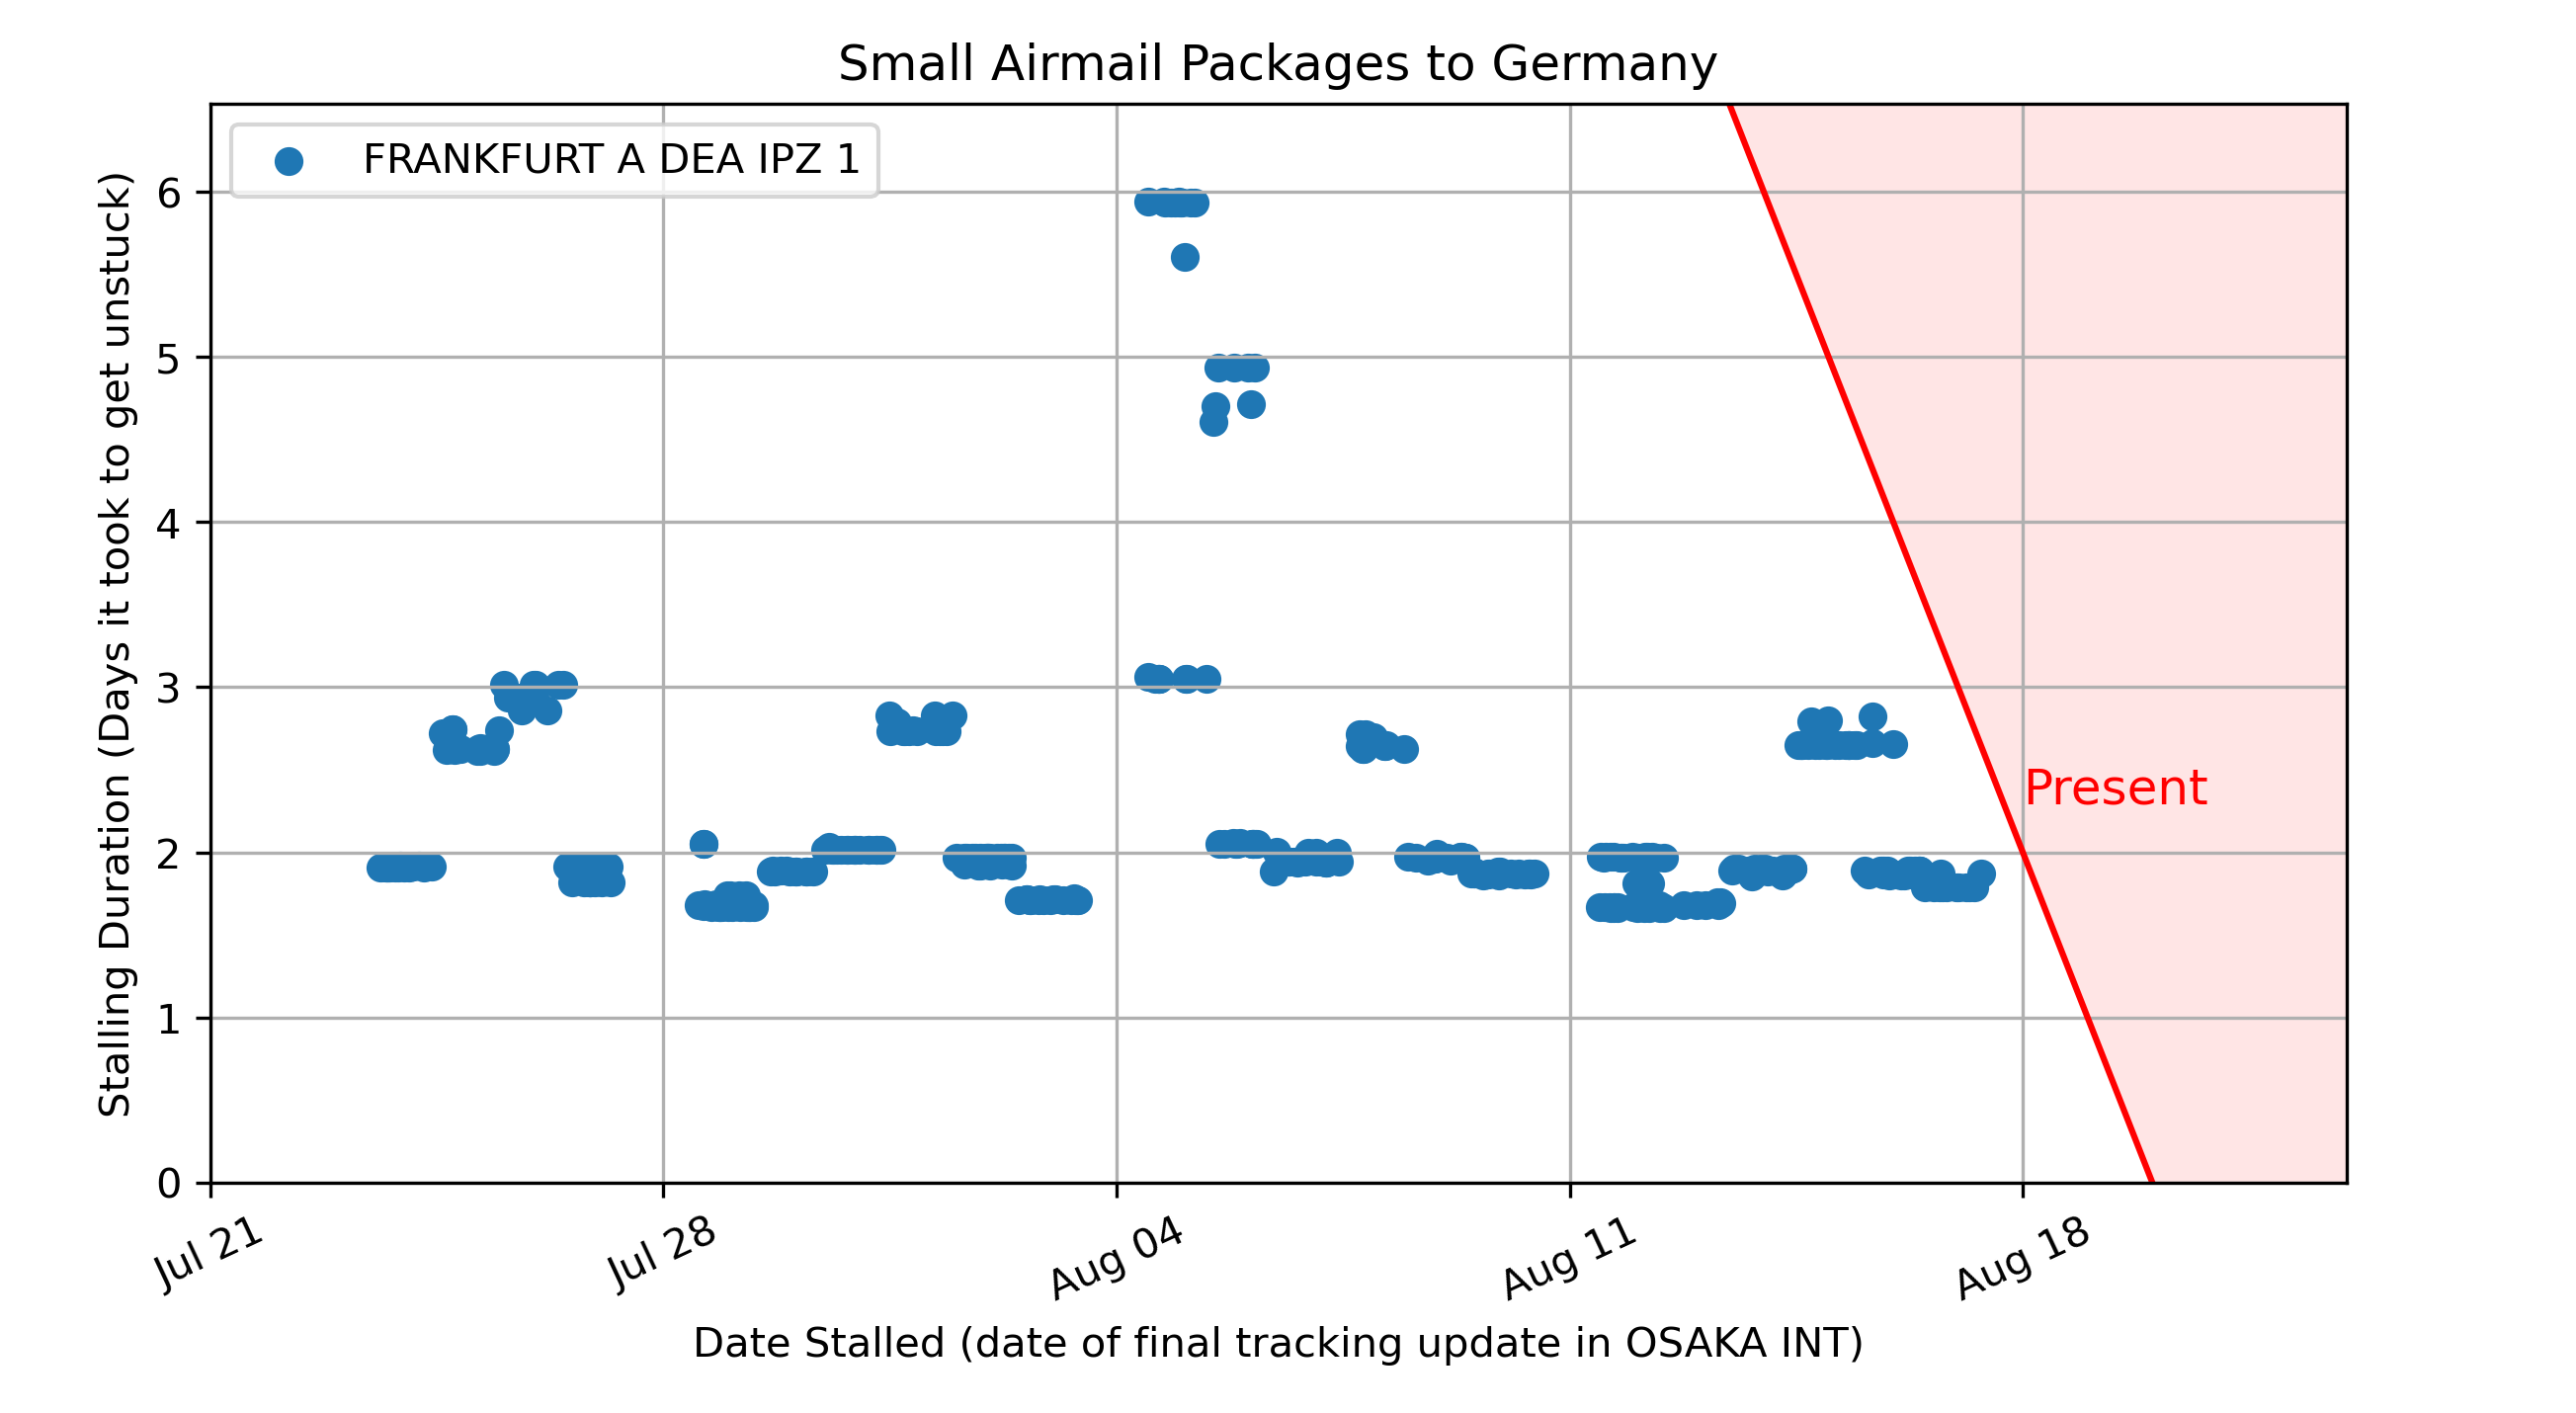 Small Airmail Packages to Germany
FRANKFURT A DEA IPZ 1
Stalling Duration (Days it took to get unstuck)
6
5
4
3
2
1
0
Present
Jul 21
Jul 28
Aug 04
Aug 11
Aug 18
Date Stalled (date of final tracking update in OSAKA INT)